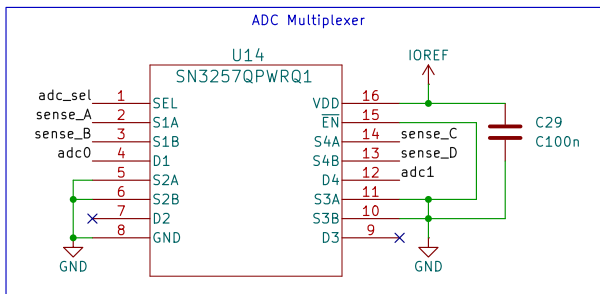 ADC Multiplexer
U14
SN3257QPWRQ1
IOREF
adc_sel 1 SEL VDD 16
sense_A 2 S1A EN 15
sense_B 3 S1B S4A 14 sense_C
adc0 4 D1 S4B 13 sense_D
5 S2A D4 12 adc1
6 S2B S3A 11
7 D2 S3B 10
8 GND D3 9
C29
C100n
GND GND